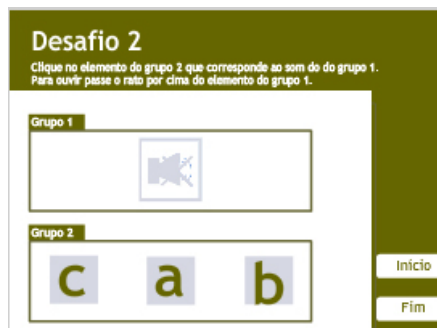 Desafio 2
Clique no elemento do grupo 2 que corresponde ao som do do grupo 1.
Para ouvir passe o rato por cima do elemento do grupo 1.
Grupo 1
Grupo 2
c a b
Início
Fim